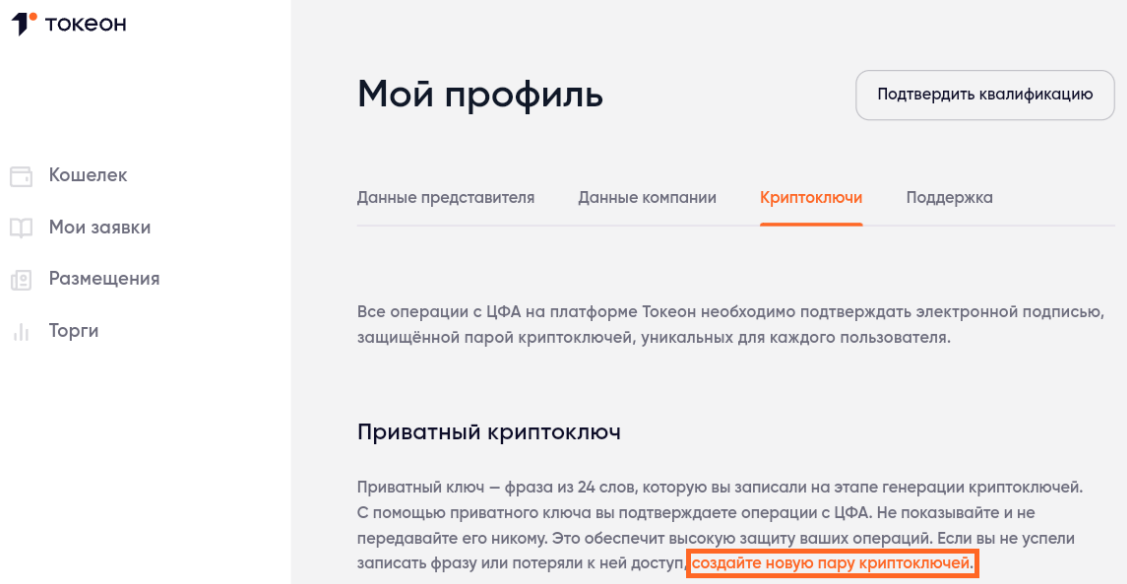 ТОКЕОН
Мой профиль
Подтвердить квалификацию
Кошелек
Мои заявки
Размещения
Торги
Данные представителя
Данные компании
Криптоключи
Поддержка
Все операции с ЦФА на платформе Токеон необходимо подтверждать электронной подписью,
защищённой парой криптоключей, уникальных для каждого пользователя.
Приватный криптоключ
Приватный ключ — фраза из 24 слов, которую вы записали на этапе генерации криптоключей.
С помощью приватного ключа вы подтверждаете операции с ЦФА. Не показывайте и не
передавайте его никому. Это обеспечит высокую защиту ваших операций. Если вы не успели
записать фразу или потеряли к ней доступ, создайте новую пару криптоключей.